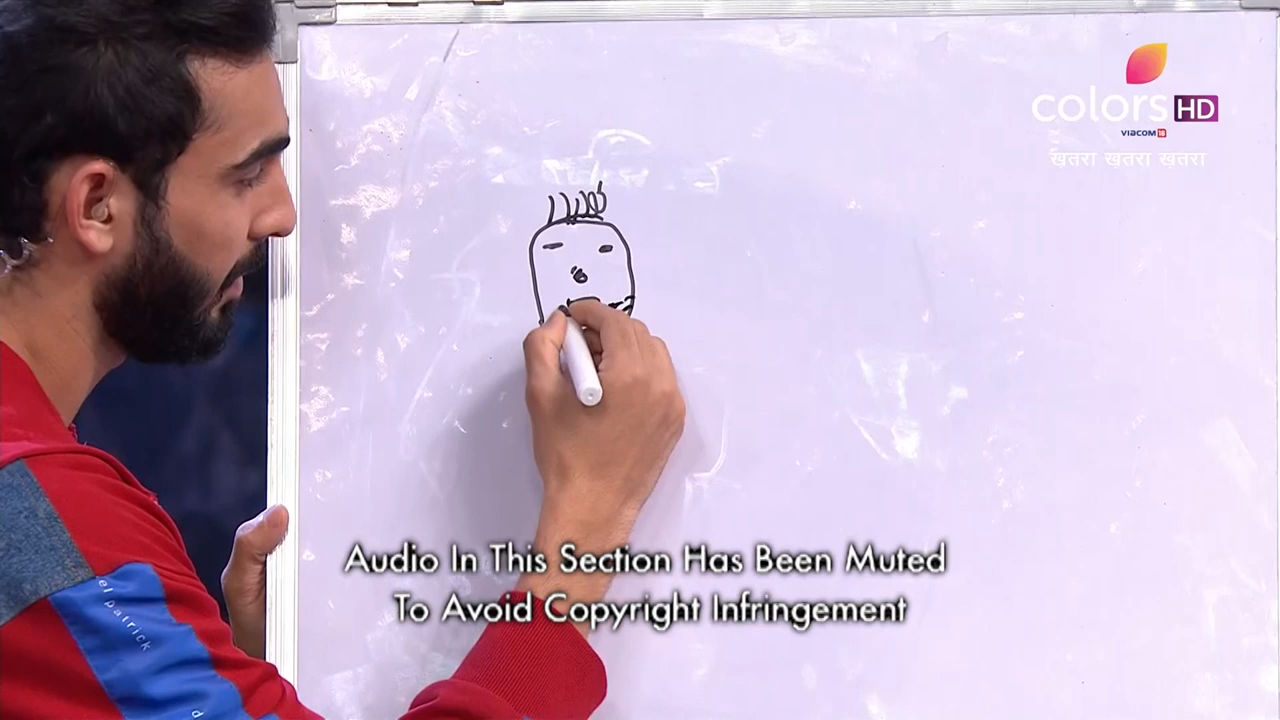 colors HD
VIACOM18
खतरा खतरा खतरा
el patrick
Audio In This Section Has Been Muted
To Avoid Copyright Infringement